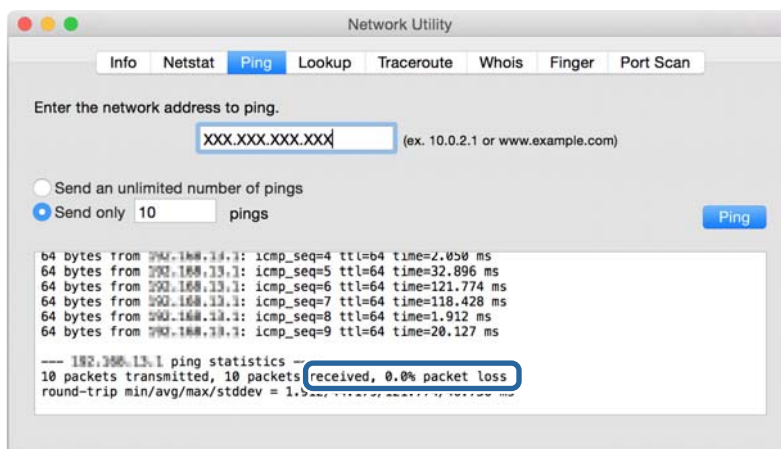 Network Utility
Info Netstat Ping Lookup Traceroute Whois Finger Port Scan
Enter the network address to ping.
XXX.XXX.XXX.XXX (ex. 10.0.2.1 or www.example.com)
Send an unlimited number of pings
Send only 10 pings
Ping
64 bytes from : icmp_seq=4 ttl=64 time=2.050 ms
64 bytes from : icmp_seq=5 ttl=64 time=32.896 ms
64 bytes from : icmp_seq=6 ttl=64 time=121.774 ms
64 bytes from : icmp_seq=7 ttl=64 time=118.428 ms
64 bytes from : icmp_seq=8 ttl=64 time=1.912 ms
64 bytes from : icmp_seq=9 ttl=64 time=20.127 ms
--- ping statistics --
10 packets transmitted, 10 packets received, 0.0% packet loss
round-trip min/avg/max/stddev = ms